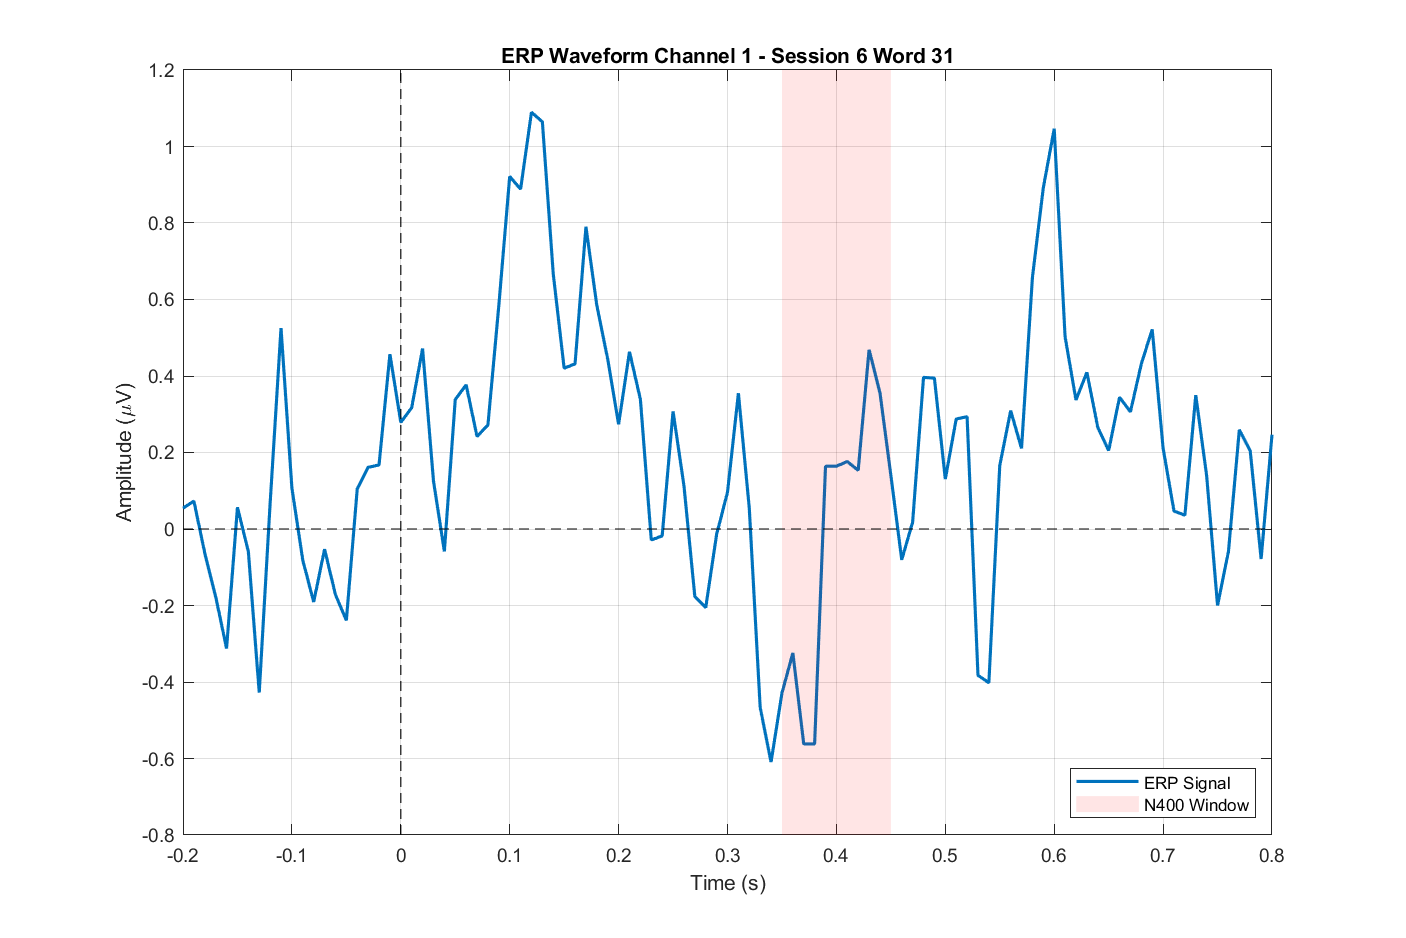 ERP Waveform Channel 1 - Session 6 Word 31
1.2
1
0.8
0.6
0.4
0.2
0
-0.2
-0.4
-0.6
-0.8
Amplitude (μV)
-0.2 -0.1 0 0.1 0.2 0.3 0.4 0.5 0.6 0.7 0.8
Time (s)
ERP Signal
N400 Window